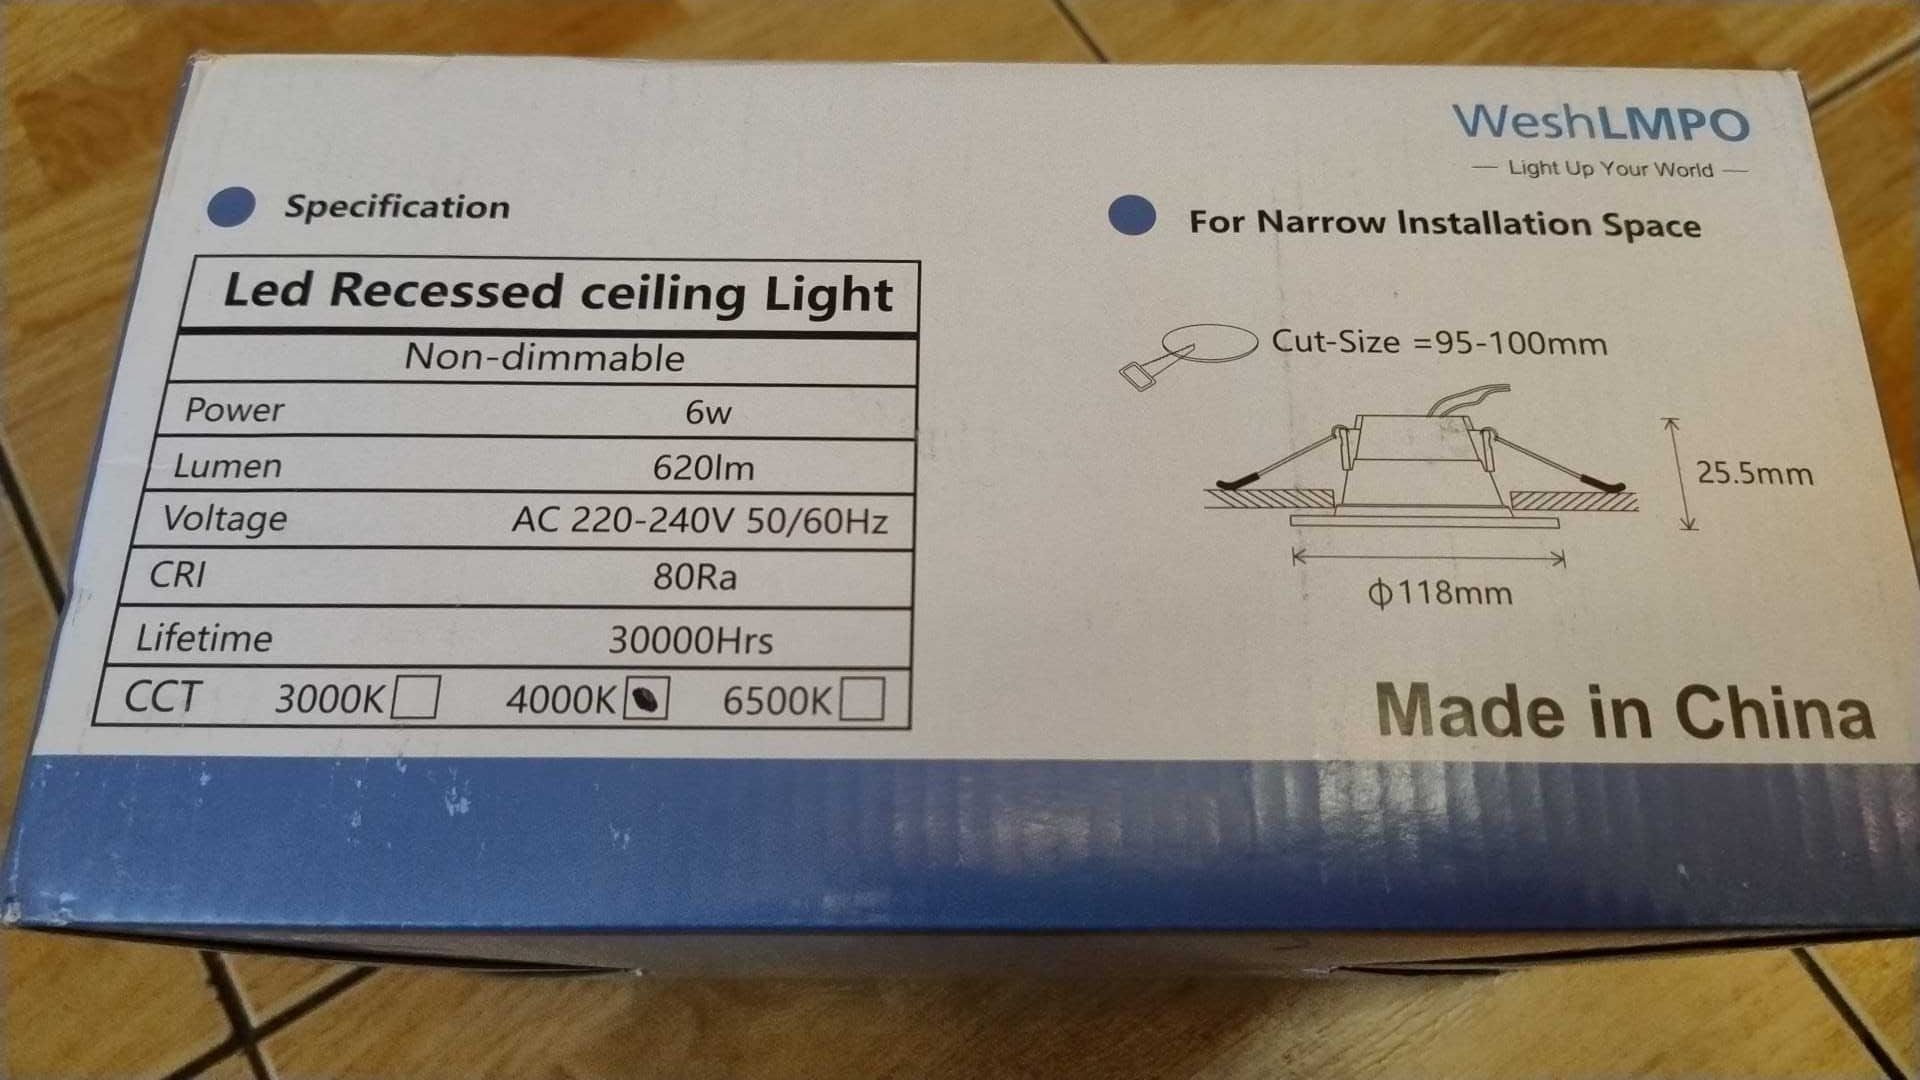 WeshLMPO
— Light Up Your World —
Specification
Led Recessed ceiling Light
Non-dimmable
Power 6w
Lumen 620lm
Voltage AC 220-240V 50/60Hz
CRI 80Ra
Lifetime 30000Hrs
CCT 3000K 4000K 6500K
For Narrow Installation Space
Cut-Size =95-100mm
25.5mm
Φ118mm
Made in China